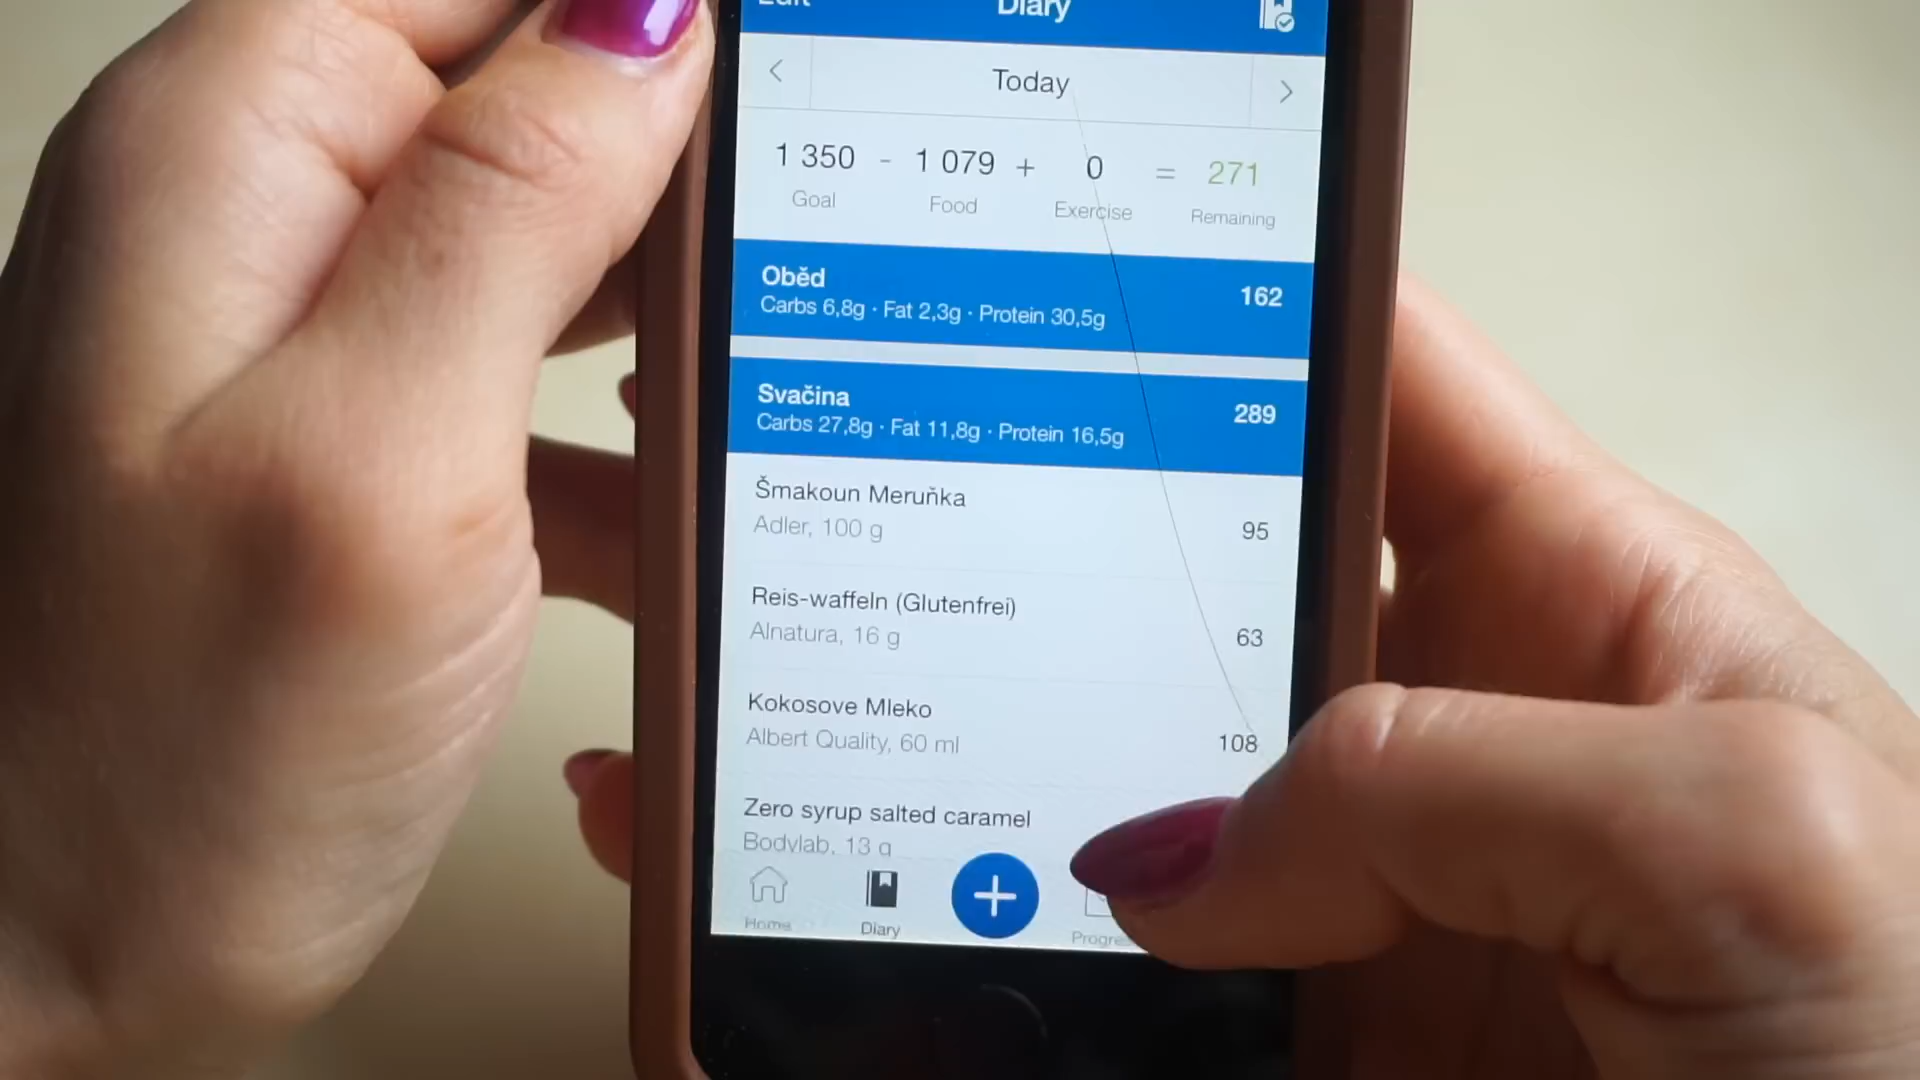 Edit Diary
Today
1 350 - 1 079 + 0 = 271
Goal Food Exercise Remaining
Oběd 162
Carbs 6,8g · Fat 2,3g · Protein 30,5g
Svačina 289
Carbs 27,8g · Fat 11,8g · Protein 16,5g
Šmakoun Meruňka 95
Adler, 100 g
Reis-waffeln (Glutenfrei) 63
Alnatura, 16 g
Kokosove Mleko 108
Albert Quality, 60 ml
Zero syrup salted caramel
Bodylab, 13 g
Home Diary